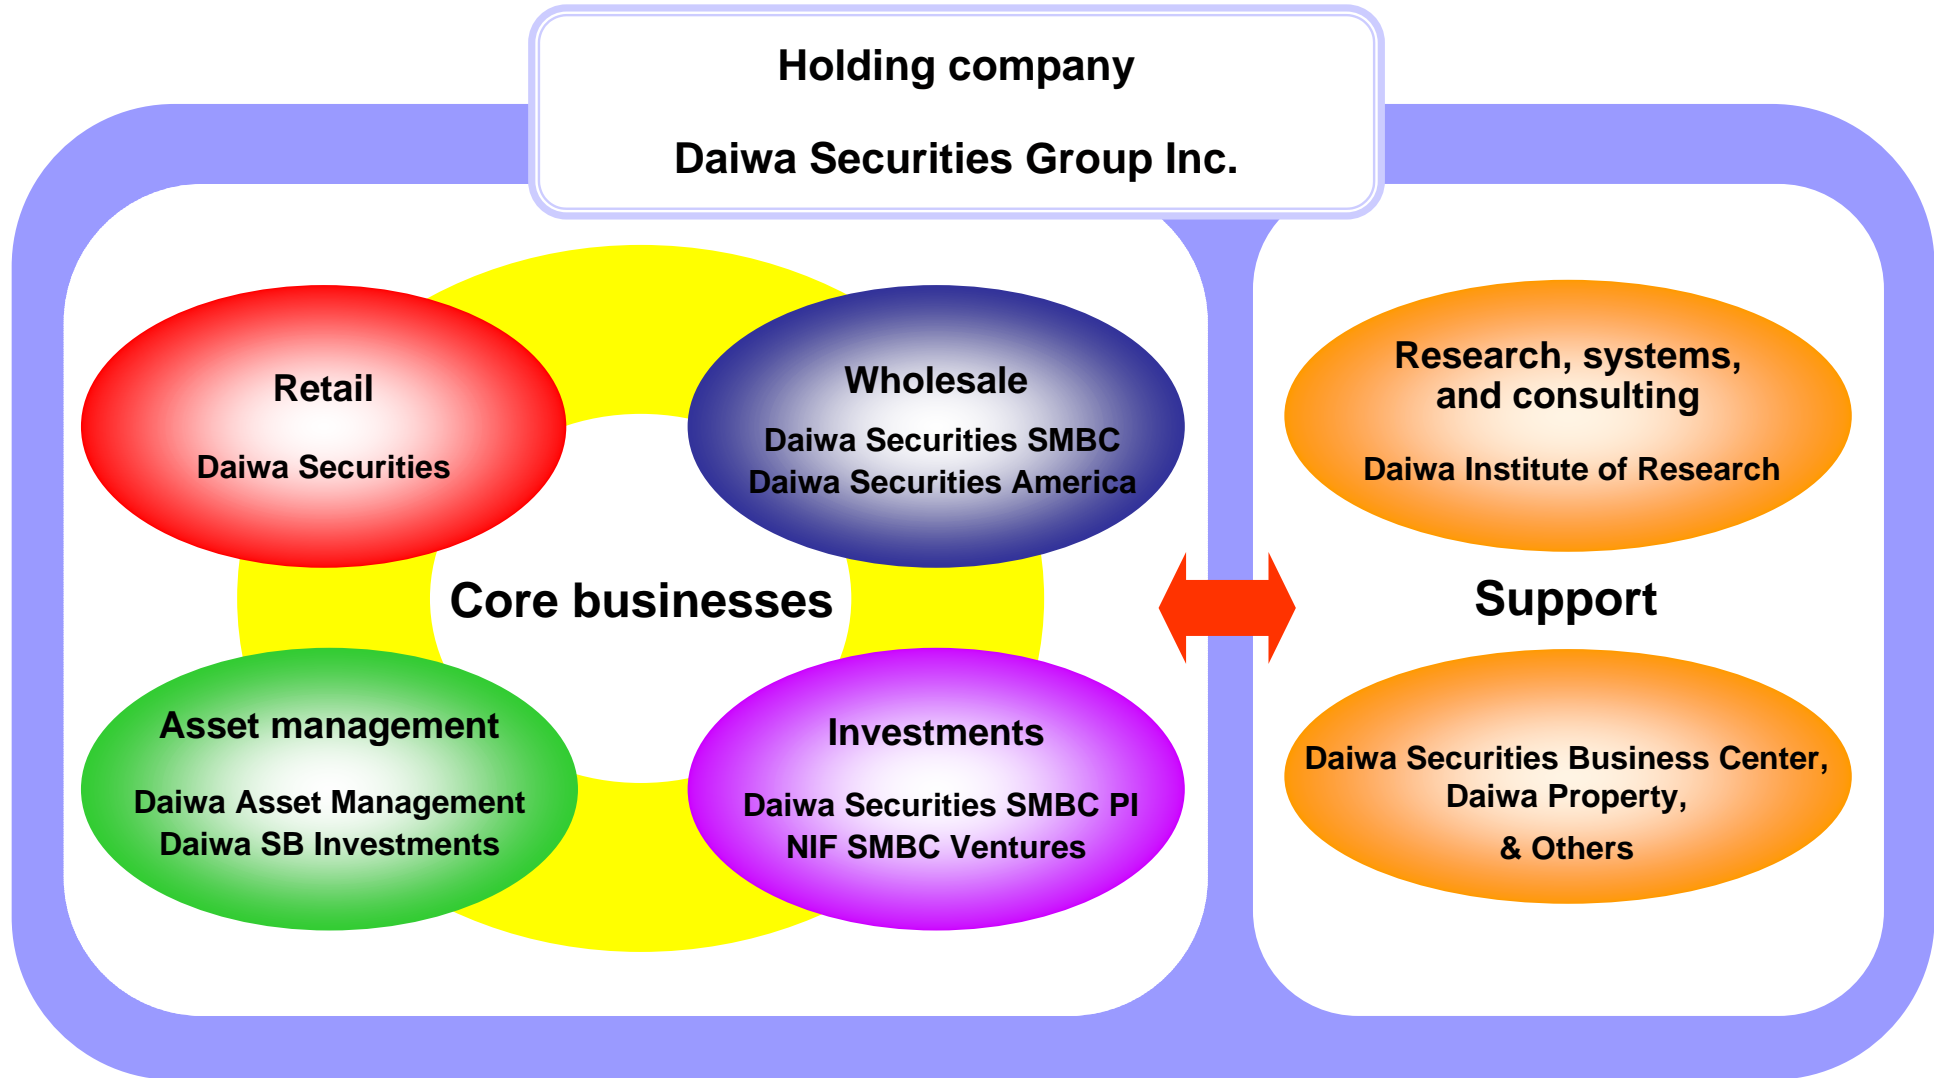 Holding company
Daiwa Securities Group Inc.
Retail
Daiwa Securities
Wholesale
Daiwa Securities SMBC
Daiwa Securities America
Core businesses
Asset management
Daiwa Asset Management
Daiwa SB Investments
Investments
Daiwa Securities SMBC PI
NIF SMBC Ventures
Research, systems,
and consulting
Daiwa Institute of Research
Support
Daiwa Securities Business Center,
Daiwa Property,
& Others